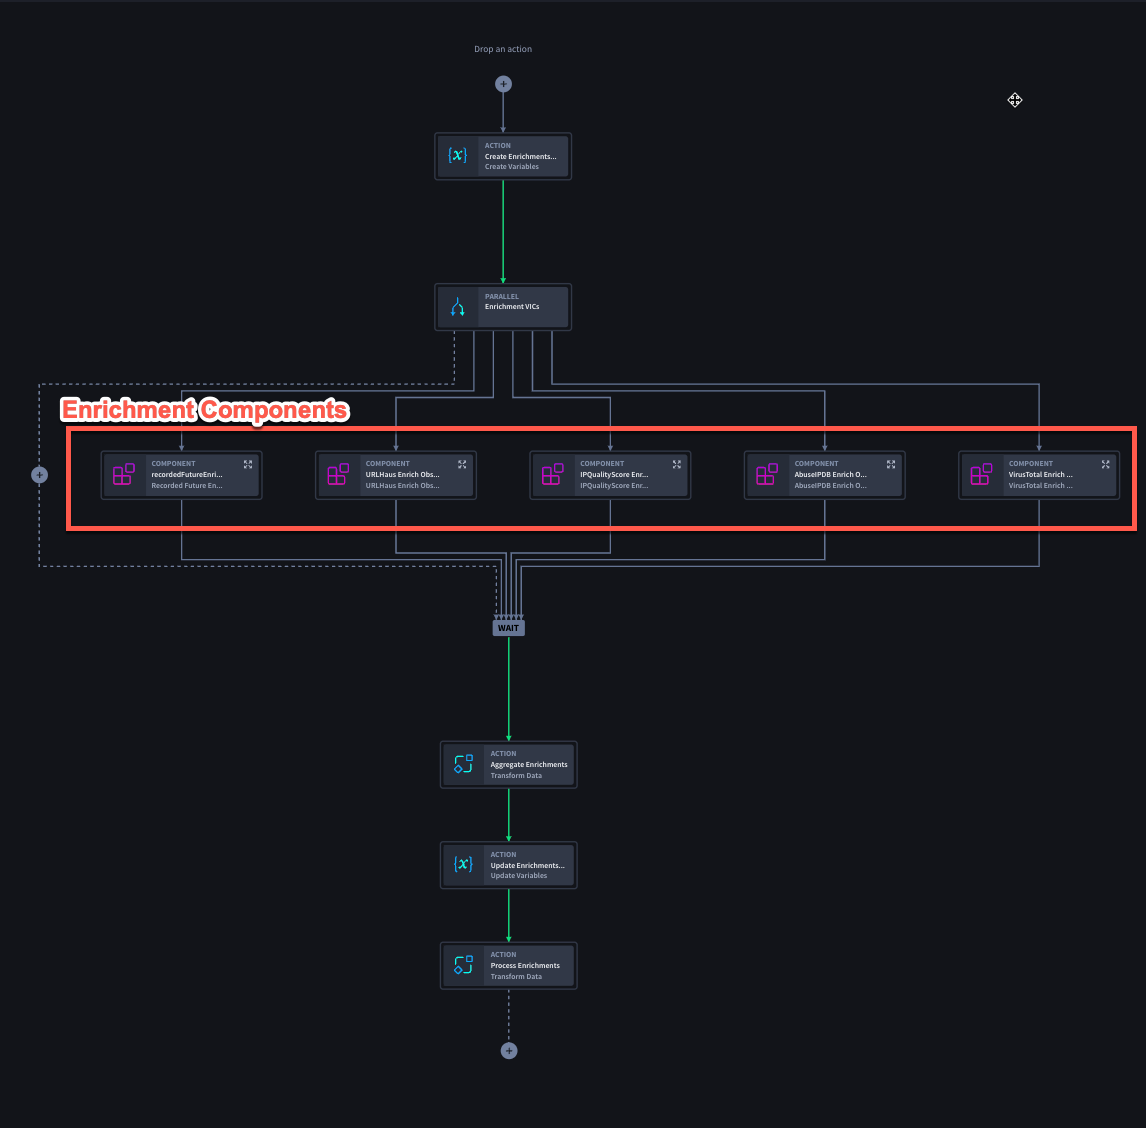 Drop an action
ACTION
Create Enrichments...
Create Variables
PARALLEL
Enrichment VICs
Enrichment Components
COMPONENT
recordedFutureEnri...
Recorded Future En...
COMPONENT
URLHaus Enrich Obs...
URLHaus Enrich Obs...
COMPONENT
IPQualityScore Enr...
IPQualityScore Enr...
COMPONENT
AbuseIPDB Enrich O...
AbuseIPDB Enrich O...
COMPONENT
VirusTotal Enrich ...
VirusTotal Enrich ...
WAIT
ACTION
Aggregate Enrichments
Transform Data
ACTION
Update Enrichments...
Update Variables
ACTION
Process Enrichments
Transform Data